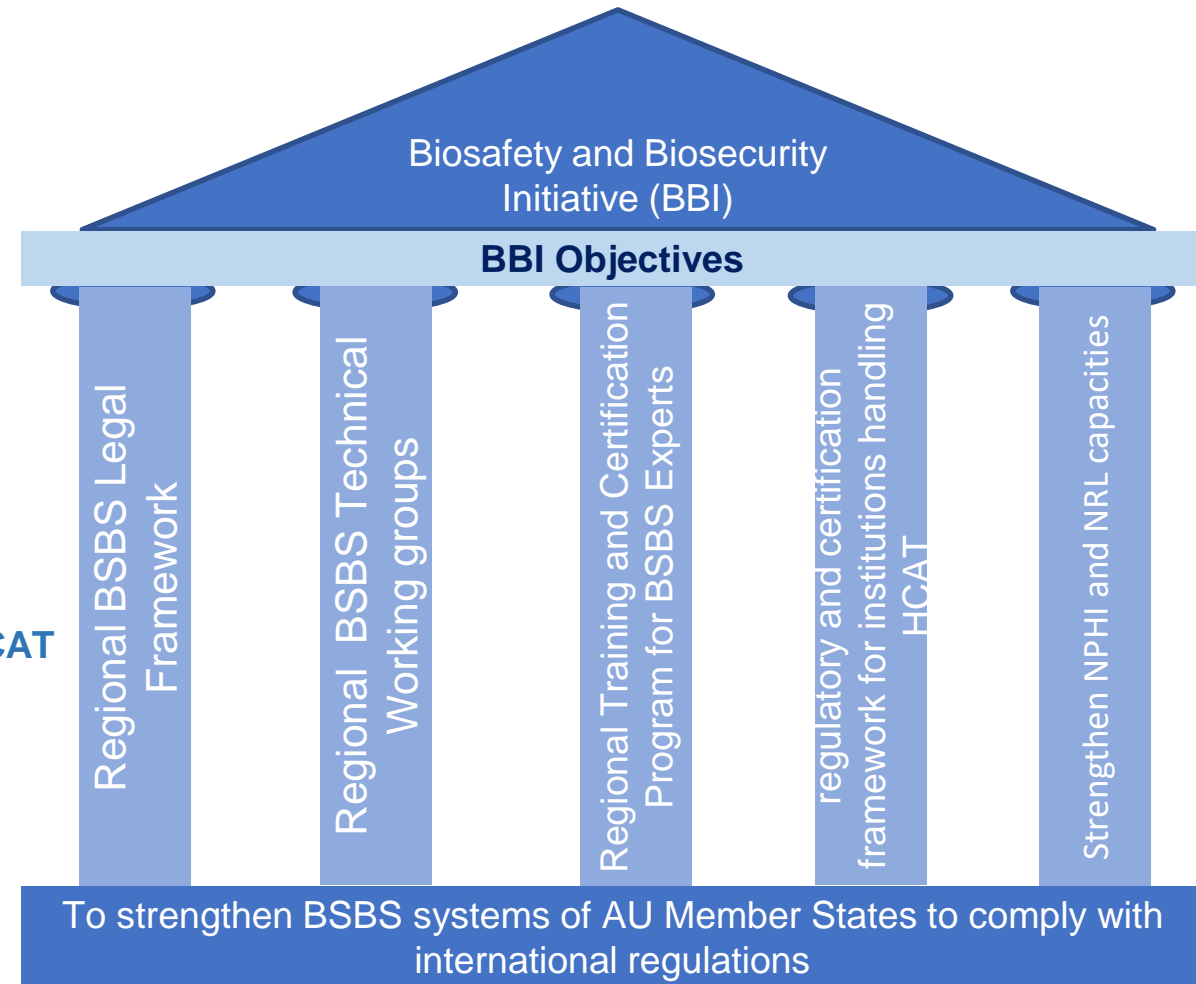 Biosafety and Biosecurity
Initiative (BBI)
BBI Objectives
Regional BSBS Legal
Framework
Regional BSBS Technical
Working groups
Regional Training and Certification
Program for BSBS Experts
regulatory and certification
framework for institutions handling
HCAT
Strengthen NPHI and NRL capacities
To strengthen BSBS systems of AU Member States to comply with
international regulations